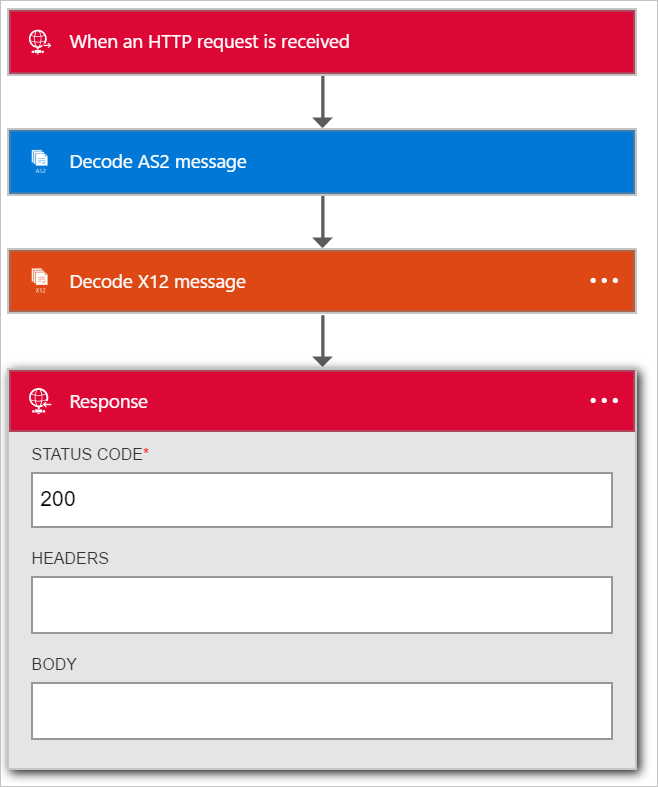 When an HTTP request is received
AS2
Decode AS2 message
X12
Decode X12 message
Response
STATUS CODE*
200
HEADERS
BODY